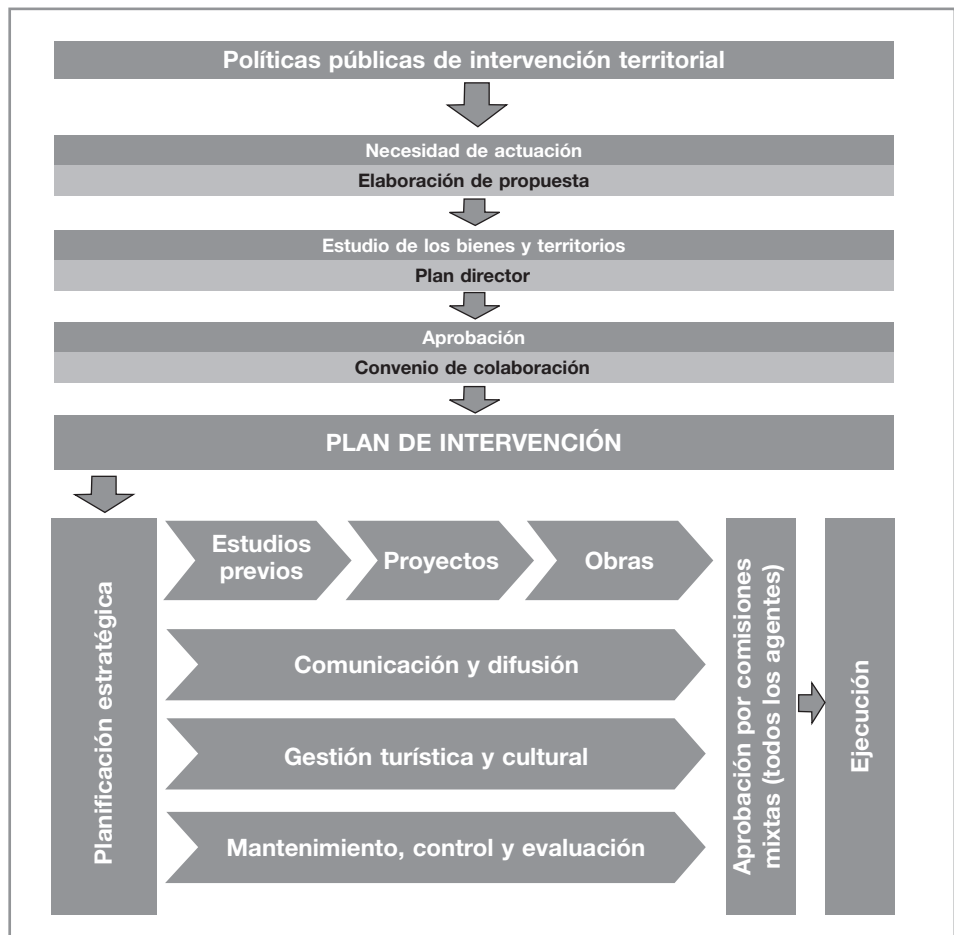 Políticas públicas de intervención territorial
Necesidad de actuación
Elaboración de propuesta
Estudio de los bienes y territorios
Plan director
Aprobación
Convenio de colaboración
PLAN DE INTERVENCIÓN
Planificación estratégica
Estudios
previos
Proyectos
Obras
Comunicación y difusión
Gestión turística y cultural
Mantenimiento, control y evaluación
Aprobación por comisiones
mixtas (todos los agentes)
Ejecución